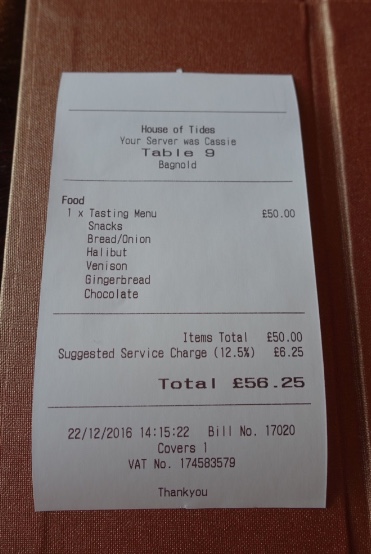 House of Tides
Your Server was Cassie
Table 9
Bagnold
Food
1 x Tasting Menu £50.00
Snacks
Bread/Onion
Halibut
Venison
Gingerbread
Chocolate
Items Total £50.00
Suggested Service Charge (12.5%) £6.25
Total £56.25
22/12/2016 14:15:22 Bill No. 17020
Covers 1
VAT No. 174583579
Thankyou